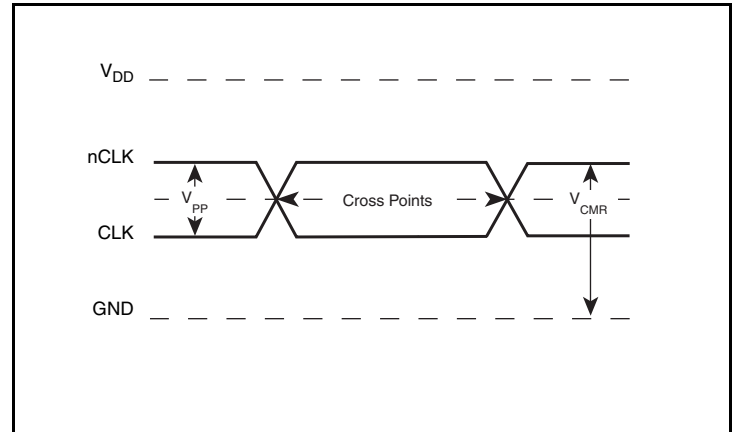 VDD
nCLK
VPP
Cross Points
VCMR
CLK
GND